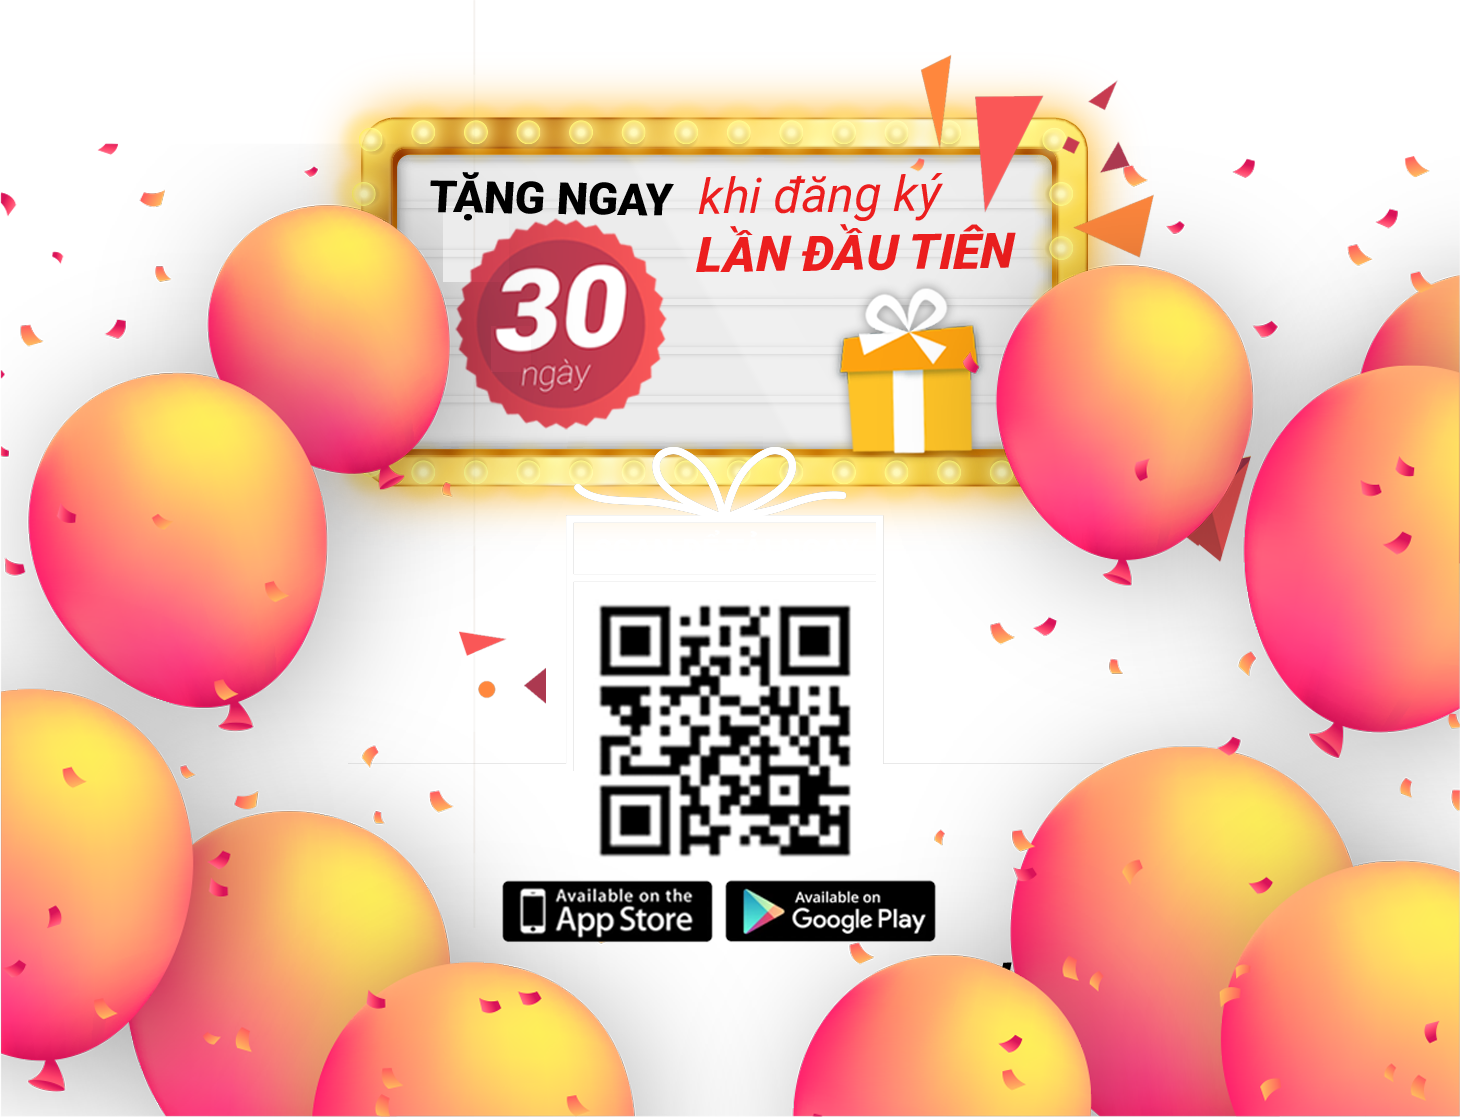 TẶNG NGAY khi đăng ký
LẦN ĐẦU TIÊN
30
ngày
Available on the
App Store
Available on
Google Play